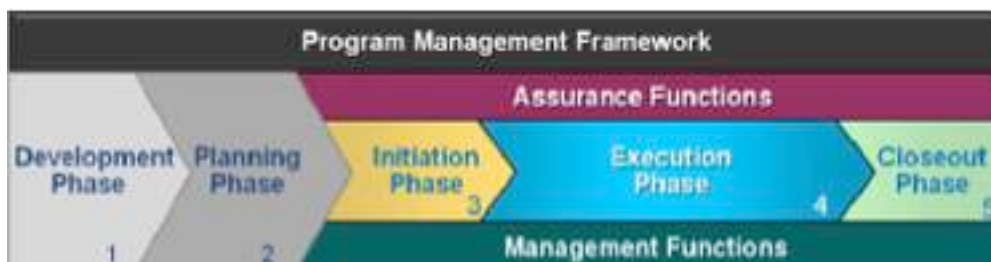 Program Management Framework
Assurance Functions
Development
Phase
1
Planning
Phase
2
Initiation
Phase
3
Execution
Phase
4
Closeout
Phase
5
Management Functions